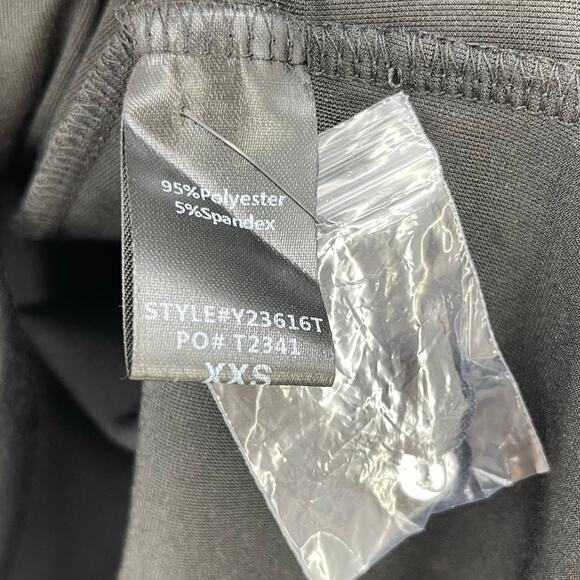 95%Polyester
5%Spandex
STYLE#Y23616T
PO# T2341
XXS